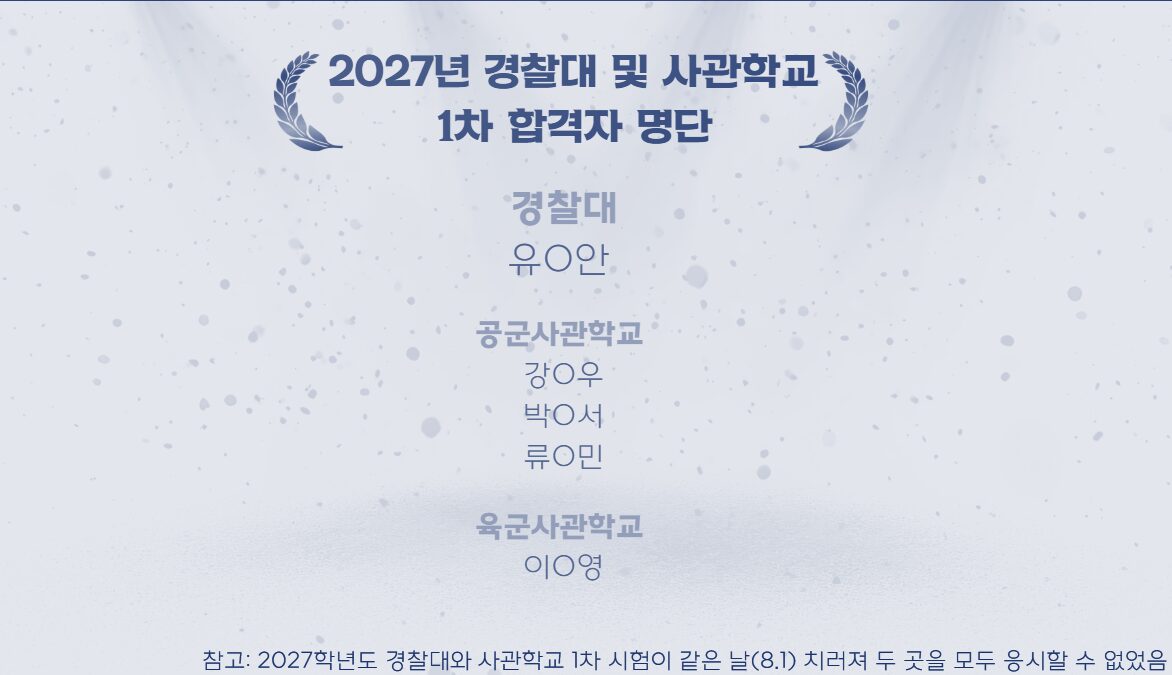 2027년 경찰대 및 사관학교
1차 합격자 명단
경찰대
유O안
공군사관학교
강O우
박O서
류O민
육군사관학교
이O영
참고: 2027학년도 경찰대와 사관학교 1차 시험이 같은 날(8.1) 치러져 두 곳을 모두 응시할 수 없었음